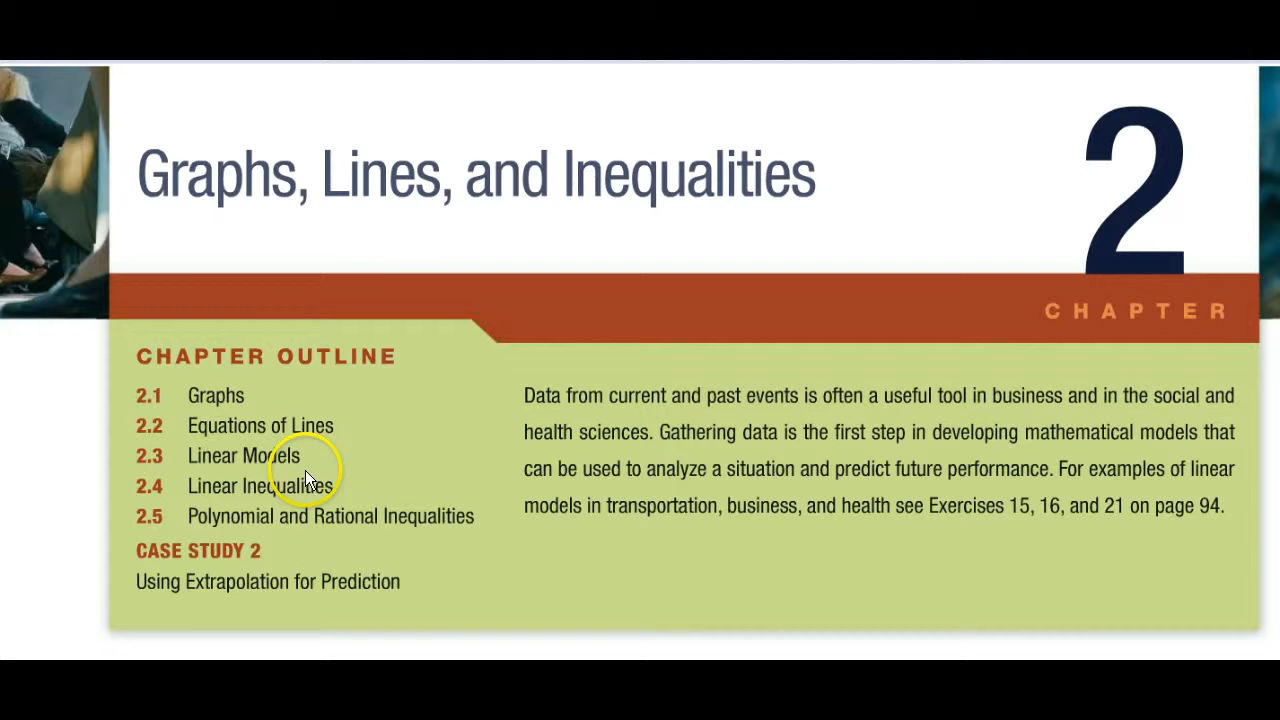 Graphs, Lines, and Inequalities
2
CHAPTER
CHAPTER OUTLINE
2.1 Graphs
2.2 Equations of Lines
2.3 Linear Models
2.4 Linear Inequalities
2.5 Polynomial and Rational Inequalities
CASE STUDY 2
Using Extrapolation for Prediction
Data from current and past events is often a useful tool in business and in the social and
health sciences. Gathering data is the first step in developing mathematical models that
can be used to analyze a situation and predict future performance. For examples of linear
models in transportation, business, and health see Exercises 15, 16, and 21 on page 94.